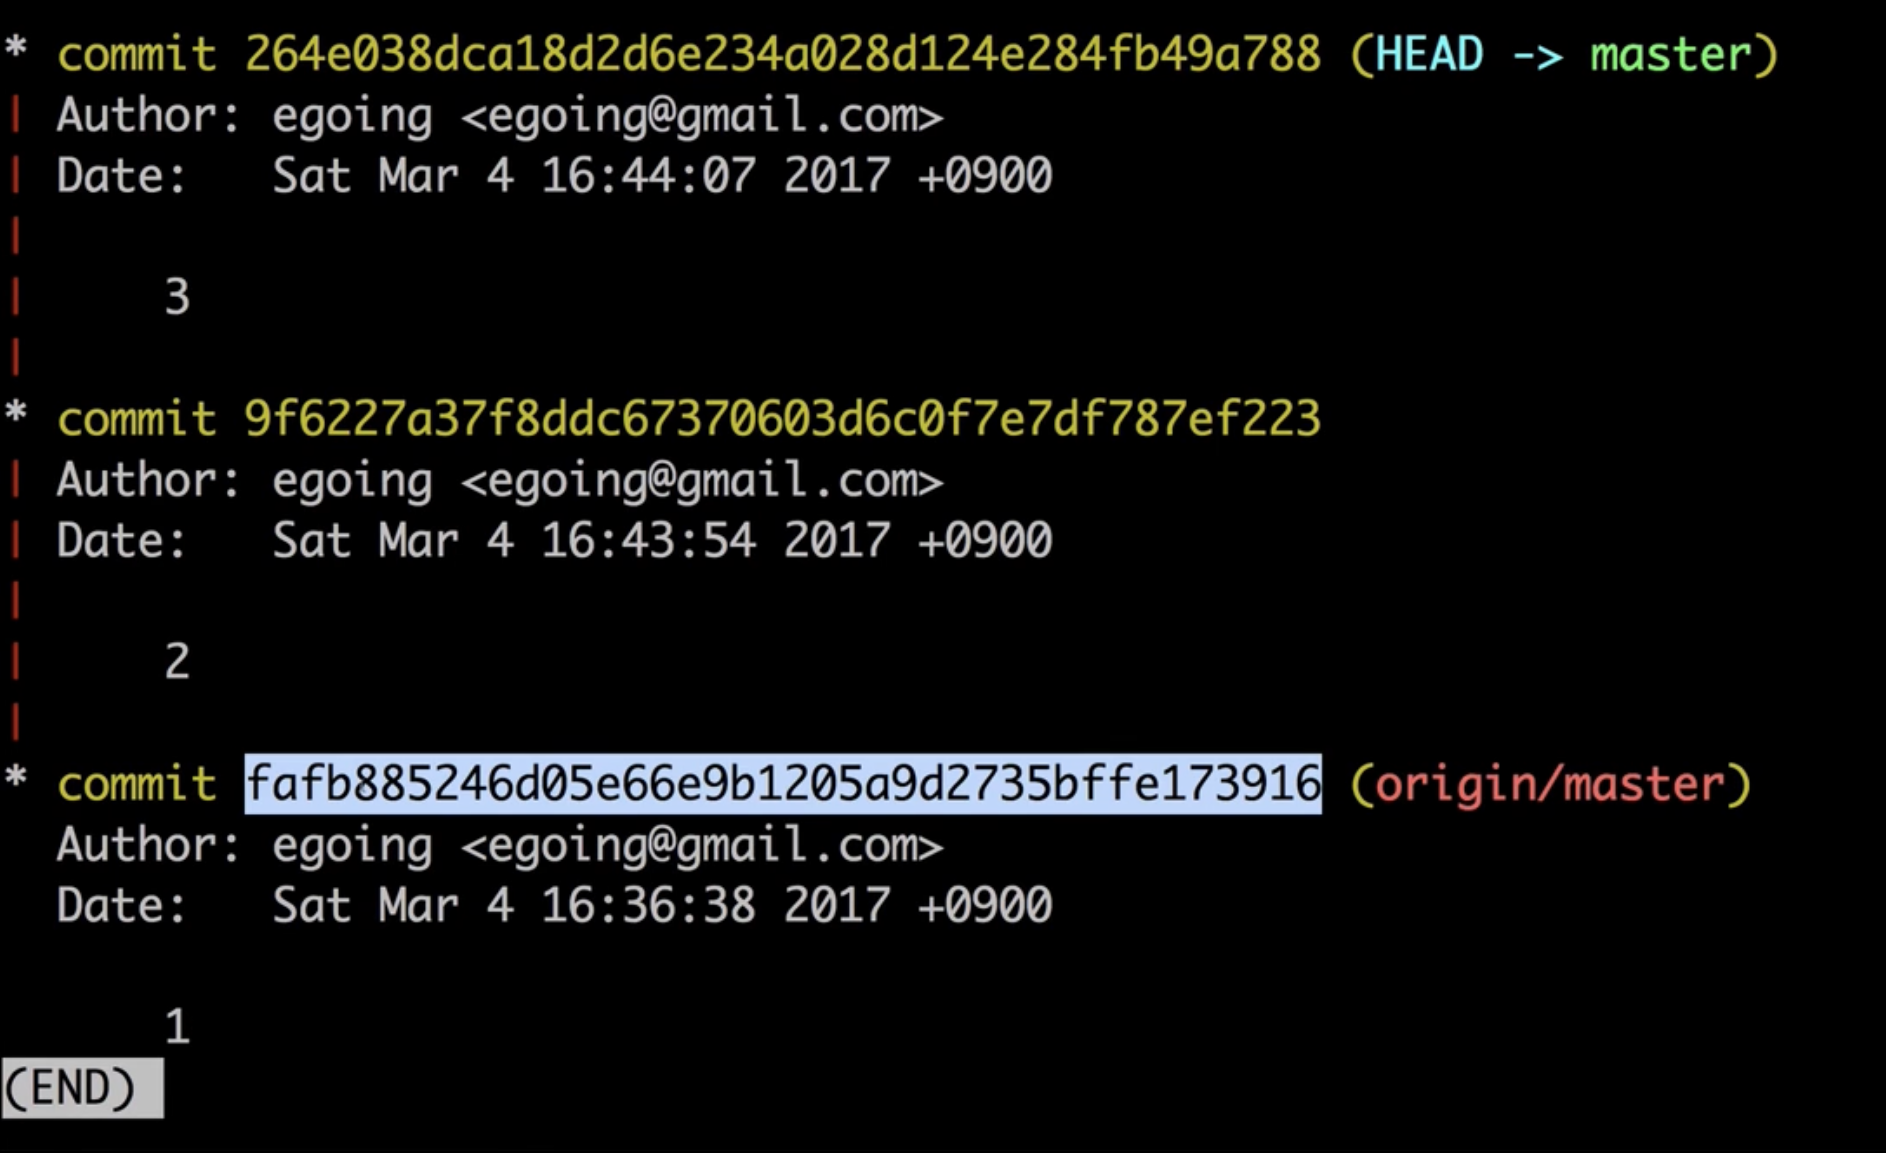 * commit 264e038dca18d2d6e234a028d124e284fb49a788 (HEAD -> master)
| Author: egoing <egoing@gmail.com>
| Date:   Sat Mar 4 16:44:07 2017 +0900
|
|     3
|
* commit 9f6227a37f8ddc67370603d6c0f7e7df787ef223
| Author: egoing <egoing@gmail.com>
| Date:   Sat Mar 4 16:43:54 2017 +0900
|
|     2
|
* commit fafb885246d05e66e9b1205a9d2735bffe173916 (origin/master)
  Author: egoing <egoing@gmail.com>
  Date:   Sat Mar 4 16:36:38 2017 +0900

      1
(END)